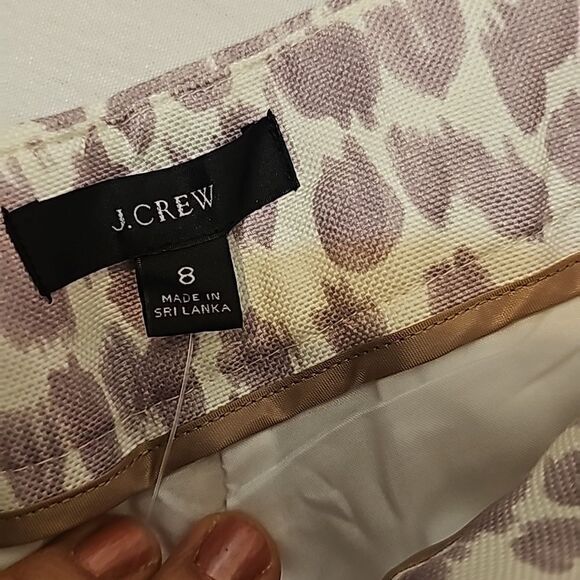 J.CREW
8
MADE IN
SRI LANKA